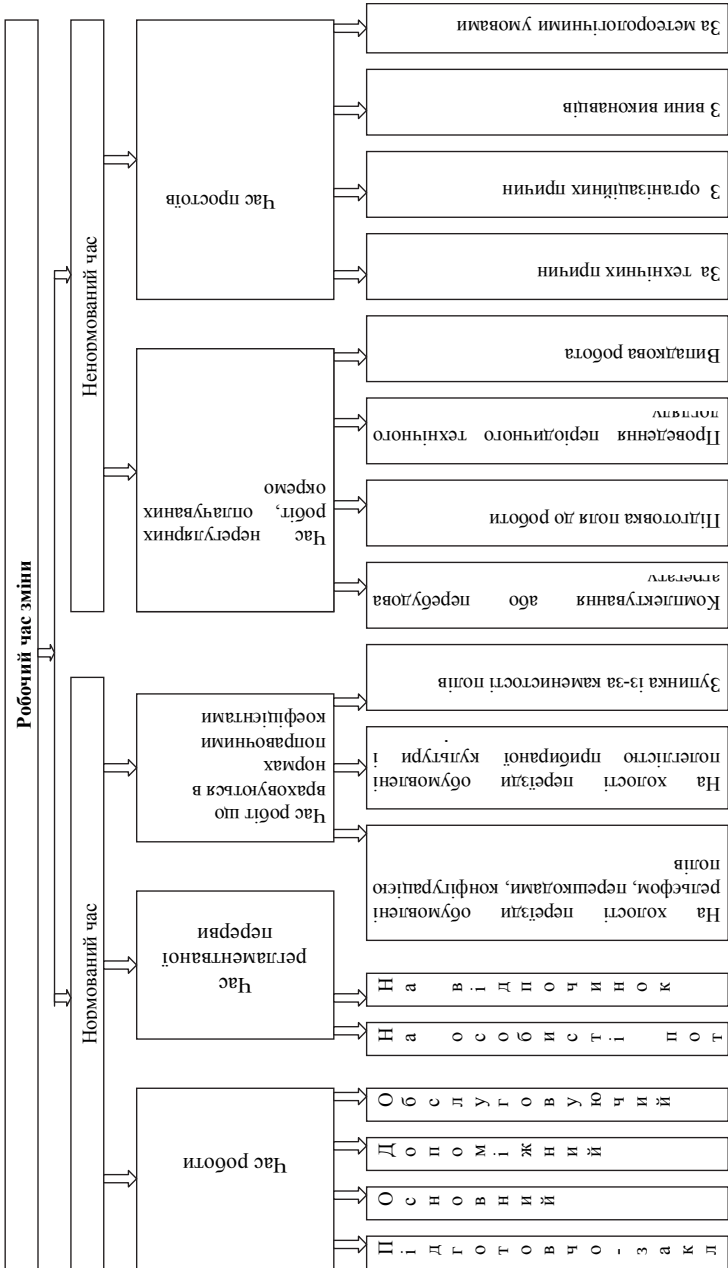 Робочий час зміни
Нормований час
Ненормований час
Час роботи
Час
регламентваної
перерви
Час робіт що
враховуються в
нормах
поправочними
коефіцієнтами
Час нерегулярних
робіт, оплачуваних
окремо
Час простоїв
Підготовчо-закл
Основний
Допоміжний
Обслуговуючий
На особисті пот
На відпочинок
На холості переїзди обумовлені
рельєфом, перешкодами, конфігурацією
полів
На холості переїзди обумовлені
полеглістю прибираної культури і
Зупинка із-за каменистості полів
Комплектування або перебудова
агрегату
Підготовка до поля роботи
Проведення періодичного технічного
догляду
Випадкова робота
За технічних причин
З організаційних причин
З вини виконавців
За метеорологічними умовами